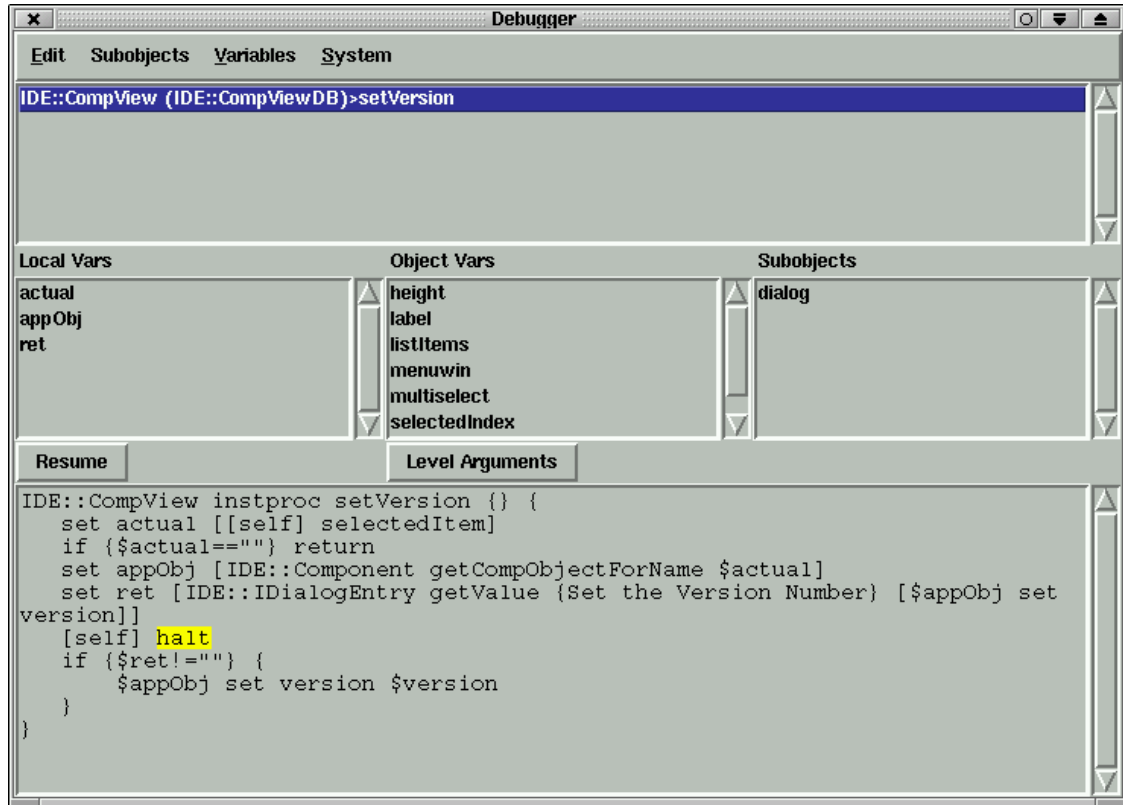 Debugger
Edit Subobjects Variables System
IDE::CompView (IDE::CompViewDB)>setVersion
Local Vars Object Vars Subobjects
actual height dialog
appObj label
ret listItems
menuwin
multiselect
selectedIndex
Resume Level Arguments
IDE::CompView instproc setVersion {} {
set actual [[self] selectedItem]
if {$actual==""} return
set appObj [IDE::Component getCompObjectForName $actual]
set ret [IDE::IDialogEntry getValue {Set the Version Number} [$appObj set
version]]
[self] halt
if {$ret!=""} {
$appObj set version $version
}
}